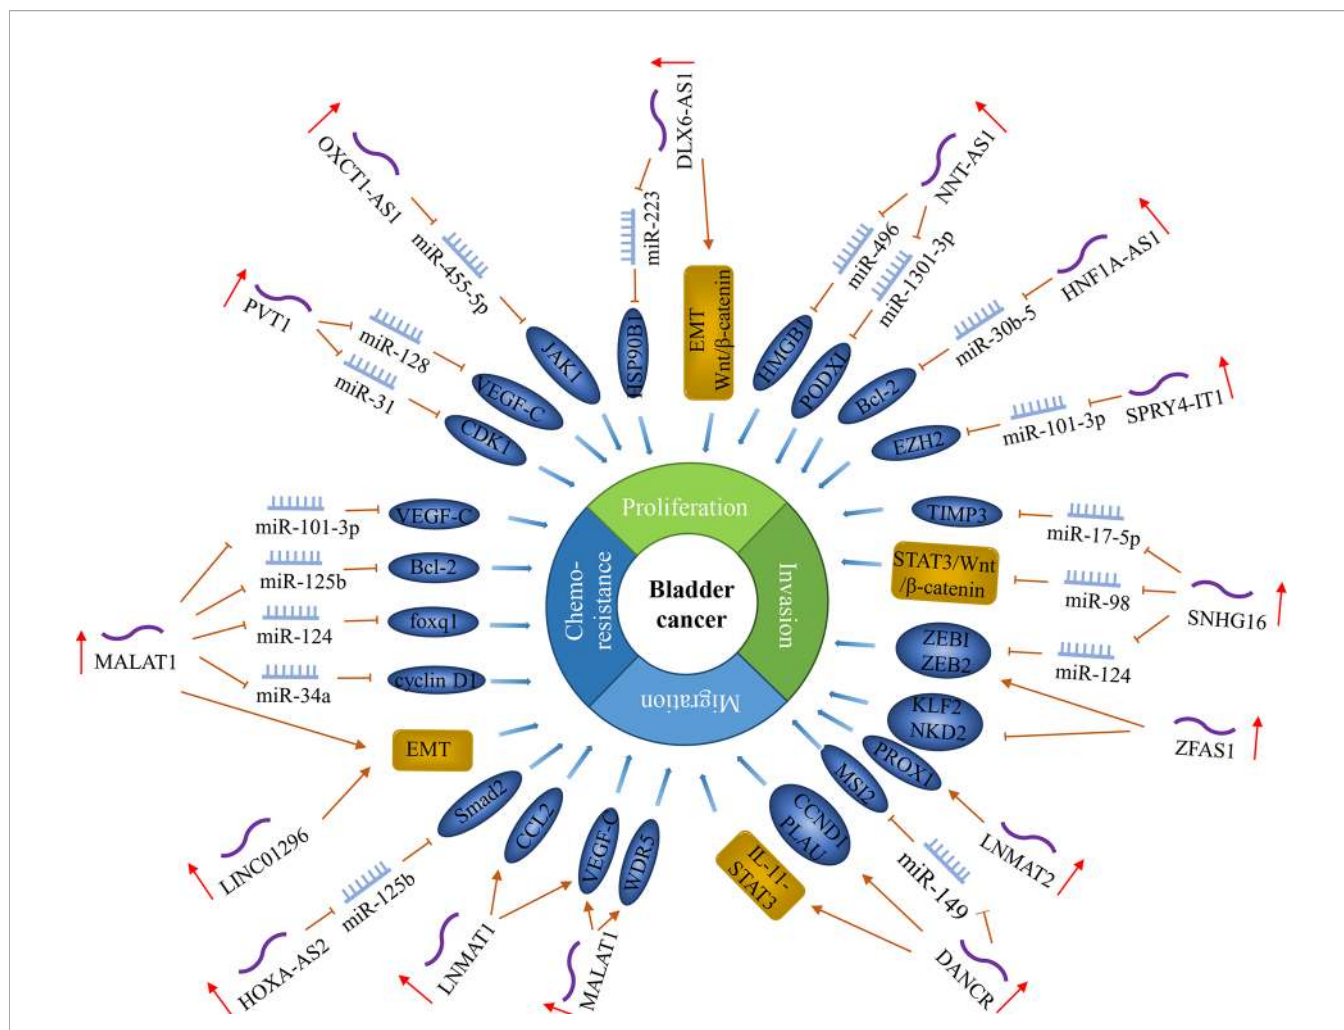 DLX6-AS1
miR-223
HSP90B1
EMT
Wnt/β-catenin
NNT-AS1
miR-496
miR-1301-3p
HMGB1
PODXL
HNF1A-AS1
miR-30b-5
Bcl-2
SPRY4-IT1
miR-101-3p
EZH2
OXCT1-AS1
miR-455-5p
JAK1
PVT1
miR-128
miR-31
VEGF-C
CDK1
Proliferation
Invasion
Migration
Chemo-
resistance
Bladder
cancer
MALAT1
miR-101-3p
VEGF-C
miR-125b
Bcl-2
miR-124
foxq1
miR-34a
cyclin D1
EMT
LINC01296
HOXA-AS2
miR-125b
Smad2
LNMAT1
CCL2
VEGF-C
WDR5
MALAT1
TIMP3
miR-17-5p
STAT3/Wnt
/β-catenin
miR-98
SNHG16
ZEBI
ZEB2
miR-124
KLF2
NKD2
ZFAS1
PROX1
LNMAT2
MSI2
miR-149
CCND1
PLAU
IL-11-
STAT3
DANCR